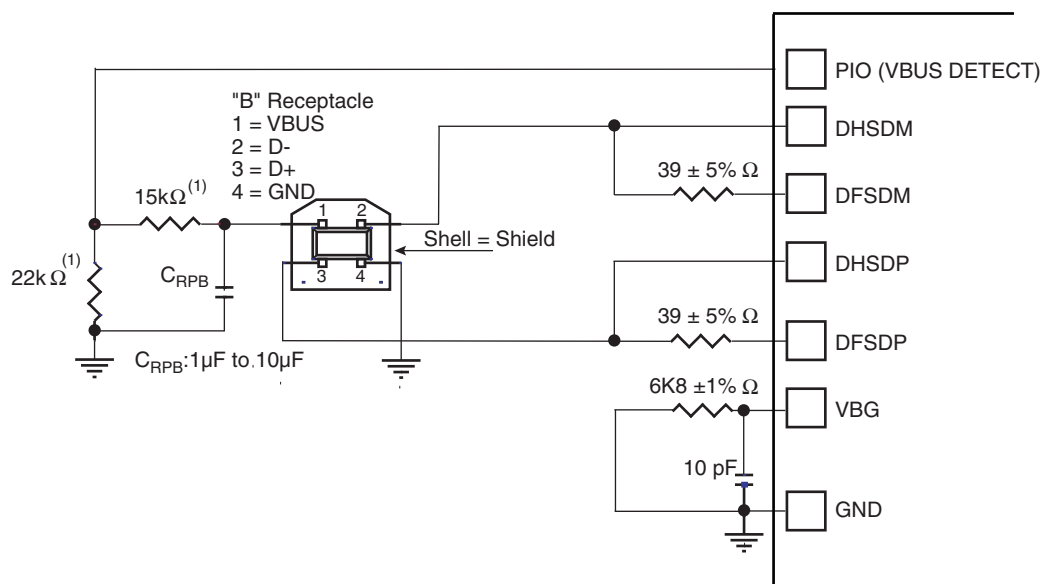 PIO (VBUS DETECT)
"B" Receptacle
1 = VBUS
2 = D-
3 = D+
4 = GND
DHSDM
39 ± 5% Ω
DFSDM
15kΩ(1)
1 2
Shell = Shield
DHSDP
22k Ω(1)
CRPB
3 4
39 ± 5% Ω
DFSDP
CRPB:1µF to 10µF
6K8 ±1% Ω
VBG
10 pF
GND